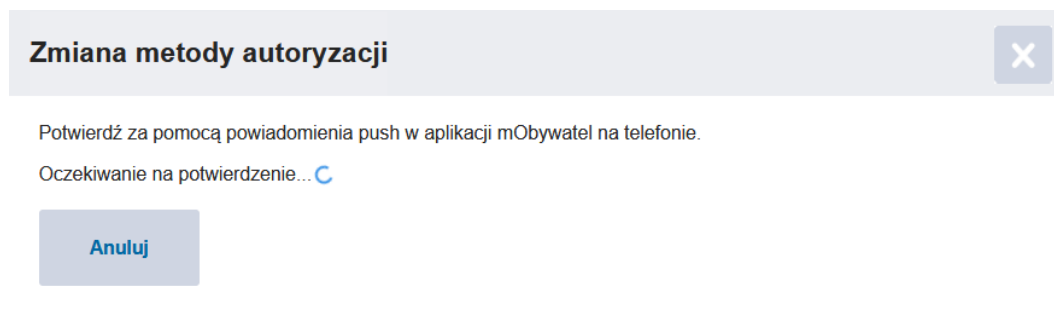 Zmiana metody autoryzacji
Potwierdź za pomocą powiadomienia push w aplikacji mObywatel na telefonie.
Oczekiwanie na potwierdzenie...
Anuluj